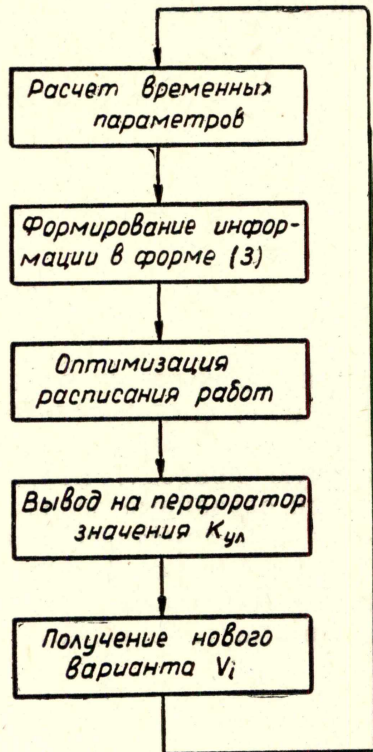 Расчет временных
параметров
Формирование инфор-
мации в форме (3)
Оптимизация
расписания работ
Вывод на перфоратор
значения Kул
Получение нового
варианта Vi